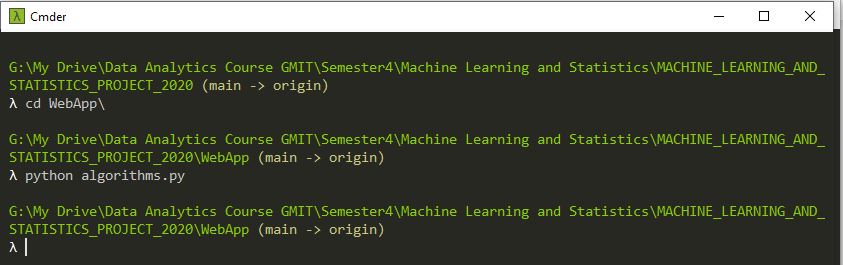 λ Cmder
G:\My Drive\Data Analytics Course GMIT\Semester4\Machine Learning and Statistics\MACHINE_LEARNING_AND_
STATISTICS_PROJECT_2020 (main -> origin)
λ cd WebApp\
G:\My Drive\Data Analytics Course GMIT\Semester4\Machine Learning and Statistics\MACHINE_LEARNING_AND_
STATISTICS_PROJECT_2020\WebApp (main -> origin)
λ python algorithms.py
G:\My Drive\Data Analytics Course GMIT\Semester4\Machine Learning and Statistics\MACHINE_LEARNING_AND_
STATISTICS_PROJECT_2020\WebApp (main -> origin)
λ